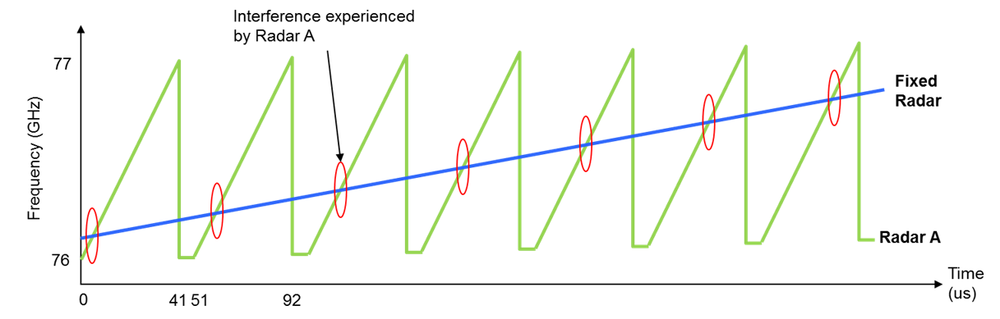 Interference experienced
by Radar A
77
Fixed
Radar
Frequency (GHz)
Radar A
76
Time
(us)
0
41 51
92